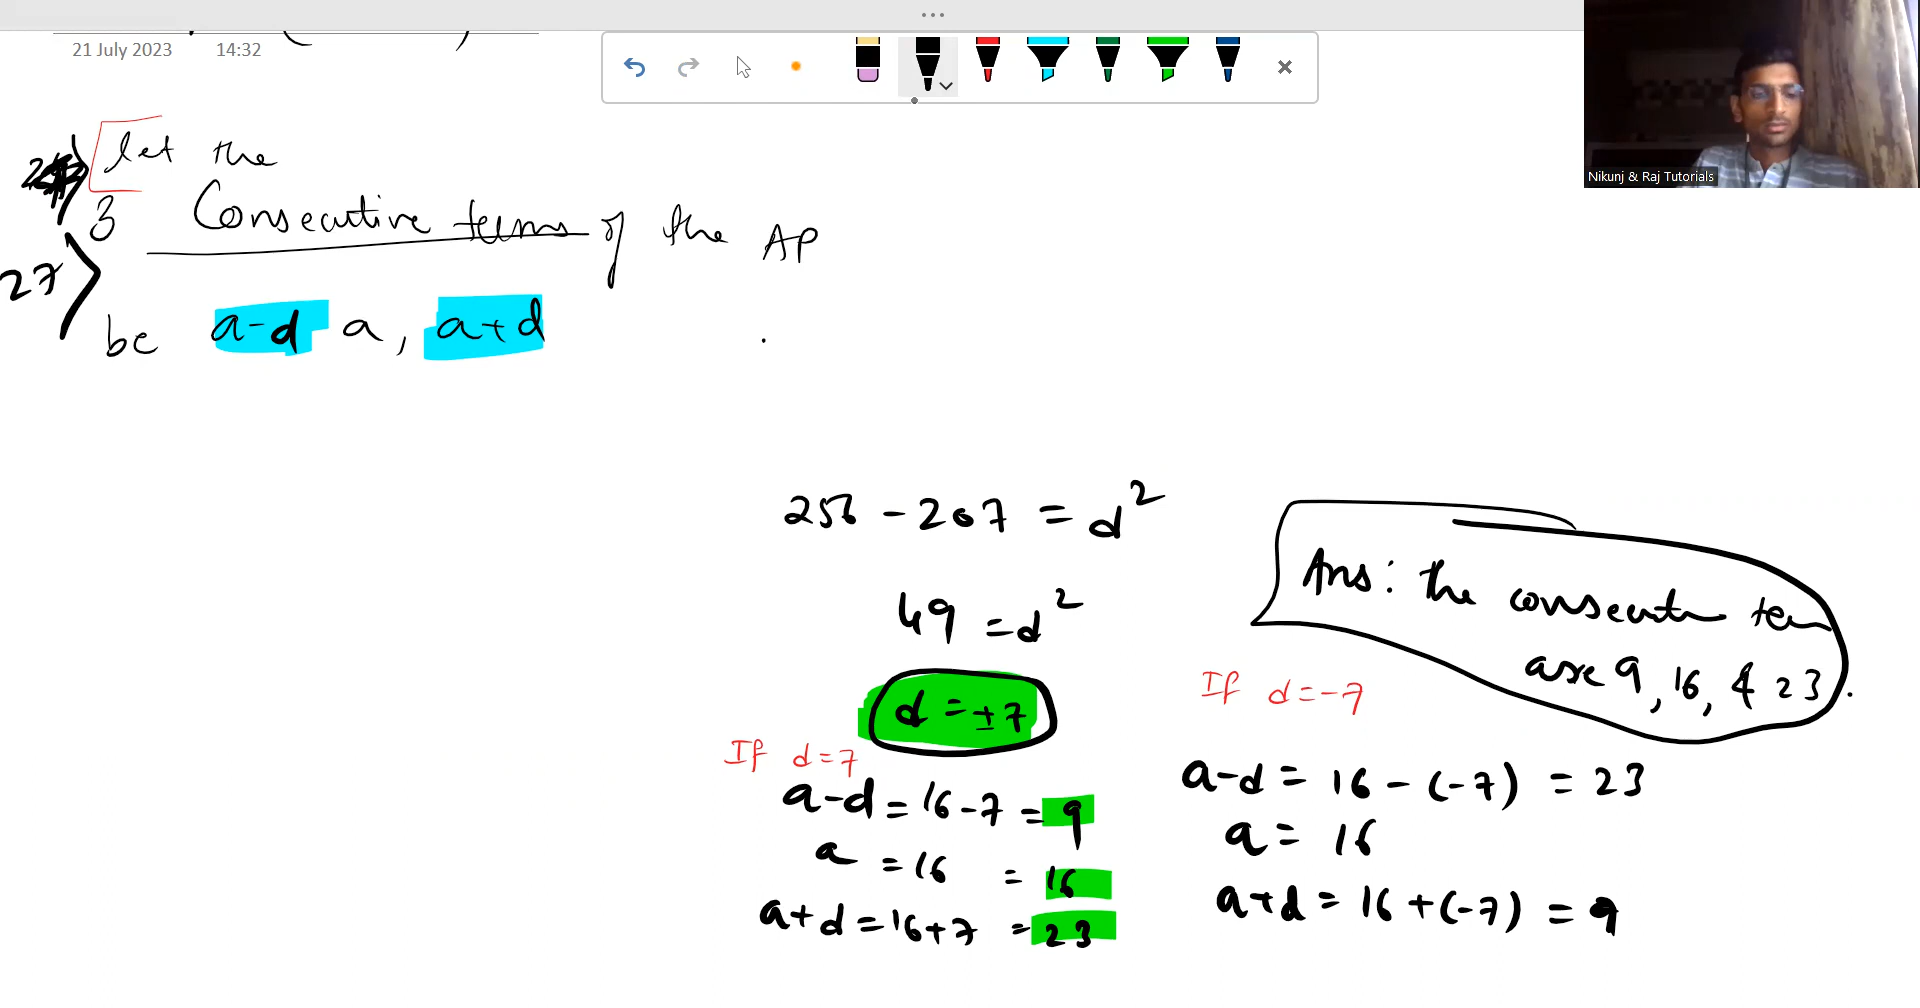 21 July 2023 14:32
let the
3 Consecutive terms of the AP
27
be a-d a, a+d
256 - 207 = d²
49 = d²
d = ±7
If d = 7
a-d = 16-7 = 9
a = 16 = 16
a+d = 16+7 = 23
Ans: the consecutive
are 9, 16, & 23.
If d = -7
a-d = 16 - (-7) = 23
a = 16
a+d = 16 + (-7) = 9
Nikunj & Raj Tutorials